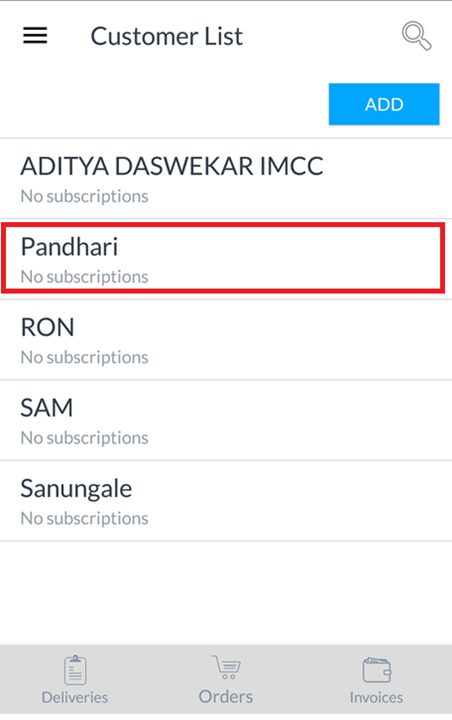 Customer List
ADD
ADITYA DASWEKAR IMCC
No subscriptions
Pandhari
No subscriptions
RON
No subscriptions
SAM
No subscriptions
Sanungale
No subscriptions
Deliveries
Orders
Invoices